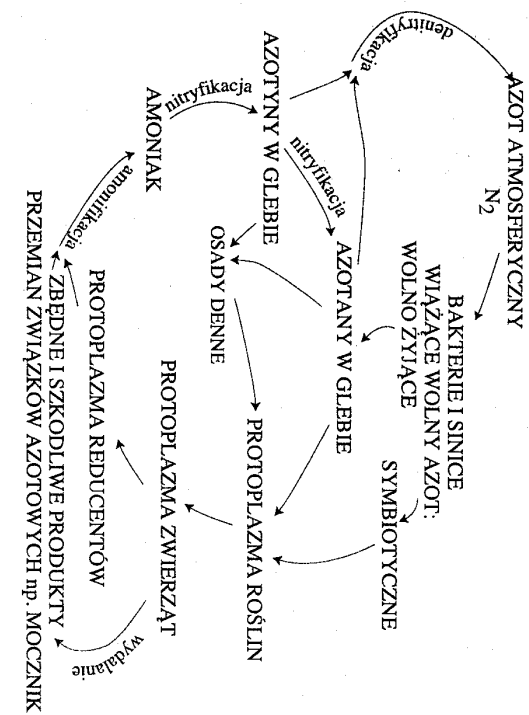 AZOT ATMOSFERYCZNY
N2
denitryfikacja
BAKTERIE I SINICE
WIĄŻĄCE WOLNY AZOT:
WOLNO ŻYJĄCE
SYMBIOTYCZNE
AZOTANY W GLEBIE
nitryfikacja
AZOTYNY W GLEBIE
OSADY DENNE
PROTOPLAZMA ROŚLIN
nitryfikacja
AMONIAK
PROTOPLAZMA ZWIERZĄT
amonifikacja
PROTOPLAZMA REDUCENTÓW
wydalanie
ZBĘDNE I SZKODLIWE PRODUKTY
PRZEMIAN ZWIĄZKÓW AZOTOWYCH np. MOCZNIK